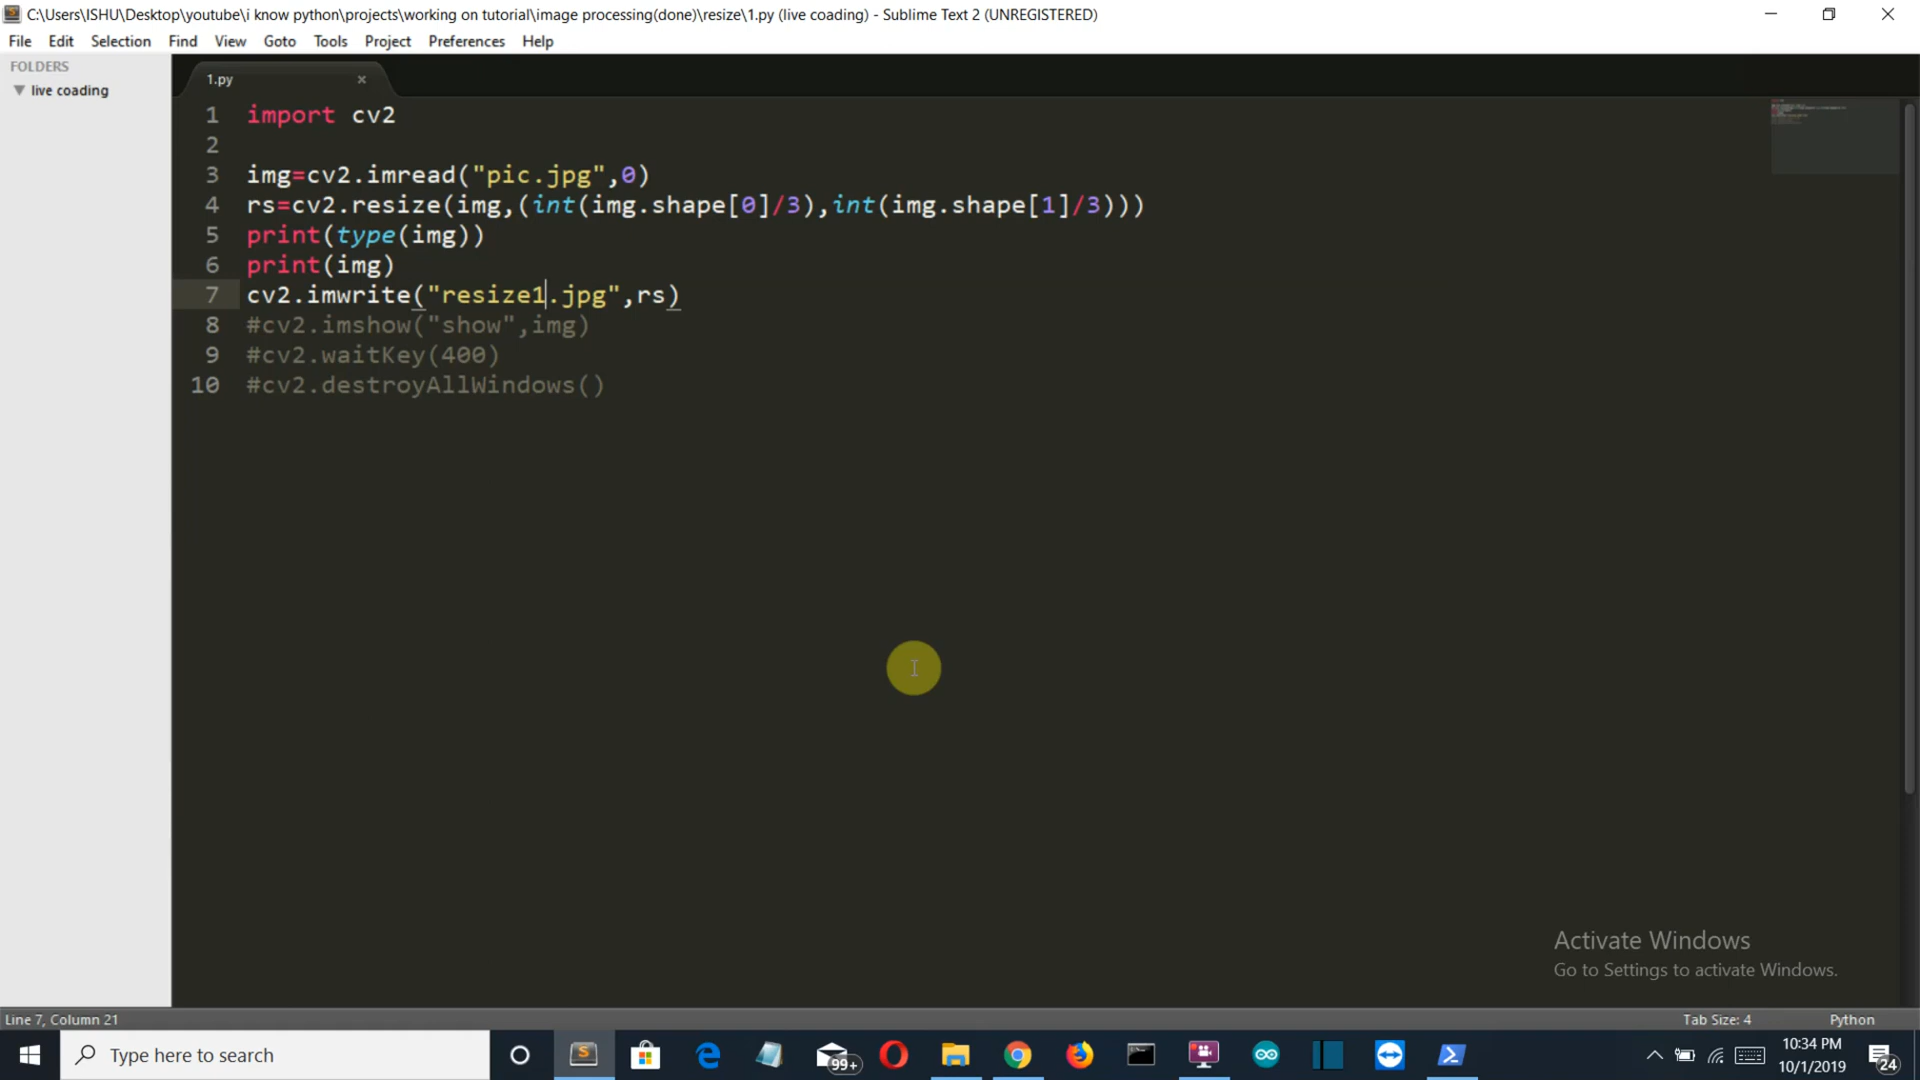 C:\Users\ISHU\Desktop\youtube\i know python\projects\working on tutorial\image processing(done)\resize\1.py (live coading) - Sublime Text 2 (UNREGISTERED)
File Edit Selection Find View Goto Tools Project Preferences Help
FOLDERS
live coading
1.py
1 import cv2
2
3 img=cv2.imread("pic.jpg",0)
4 rs=cv2.resize(img,(int(img.shape[0]/3),int(img.shape[1]/3)))
5 print(type(img))
6 print(img)
7 cv2.imwrite("resize1.jpg",rs)
8 #cv2.imshow("show",img)
9 #cv2.waitKey(400)
10 #cv2.destroyAllWindows()
Activate Windows
Go to Settings to activate Windows.
Line 7, Column 21
Tab Size: 4
Python
Type here to search
99+
10:34 PM
10/1/2019
24